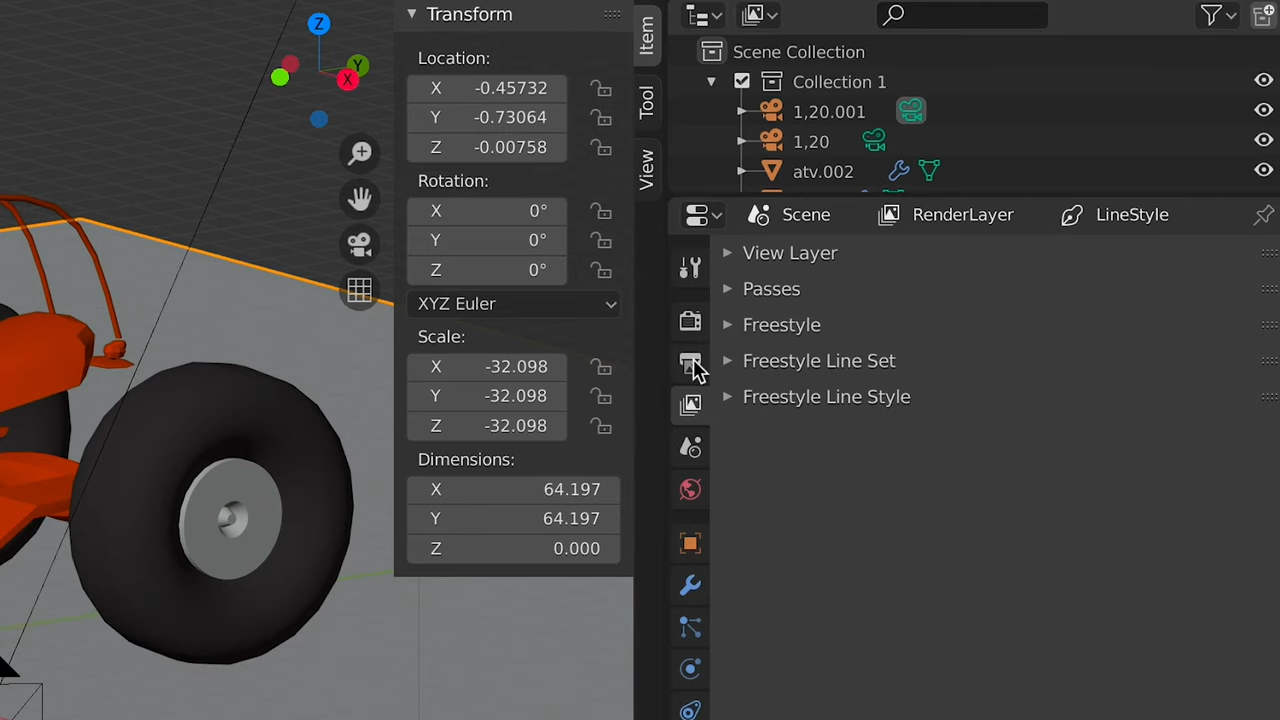 Z
Y
X
Transform
Location:
X -0.45732
Y -0.73064
Z -0.00758
Rotation:
X 0°
Y 0°
Z 0°
XYZ Euler
Scale:
X -32.098
Y -32.098
Z -32.098
Dimensions:
X 64.197
Y 64.197
Z 0.000
Item
Tool
View
Scene Collection
Collection 1
1,20.001
1,20
atv.002
Scene RenderLayer LineStyle
View Layer
Passes
Freestyle
Freestyle Line Set
Freestyle Line Style